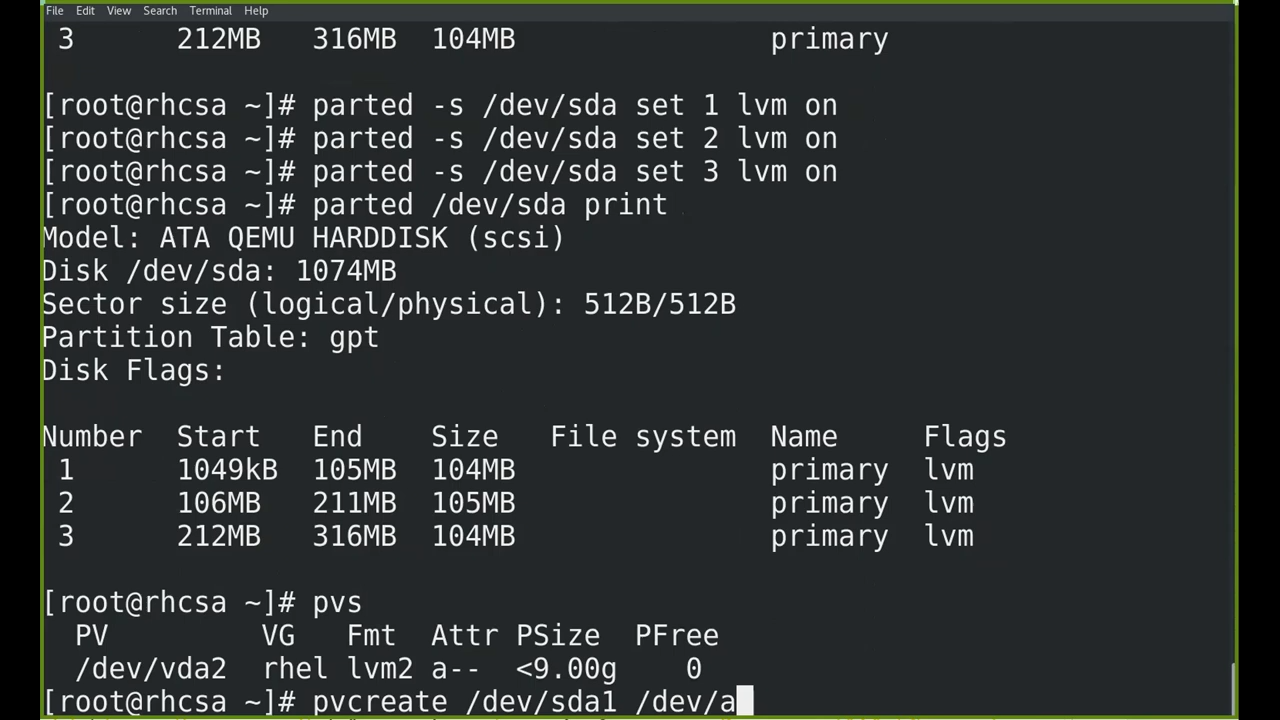 File Edit View Search Terminal Help
3 212MB 316MB 104MB primary
[root@rhcsa ~]# parted -s /dev/sda set 1 lvm on
[root@rhcsa ~]# parted -s /dev/sda set 2 lvm on
[root@rhcsa ~]# parted -s /dev/sda set 3 lvm on
[root@rhcsa ~]# parted /dev/sda print
Model: ATA QEMU HARDDISK (scsi)
Disk /dev/sda: 1074MB
Sector size (logical/physical): 512B/512B
Partition Table: gpt
Disk Flags:
Number Start End Size File system Name Flags
1 1049kB 105MB 104MB primary lvm
2 106MB 211MB 105MB primary lvm
3 212MB 316MB 104MB primary lvm
[root@rhcsa ~]# pvs
PV VG Fmt Attr PSize PFree
/dev/vda2 rhel lvm2 a-- <9.00g 0
[root@rhcsa ~]# pvcreate /dev/sda1 /dev/a